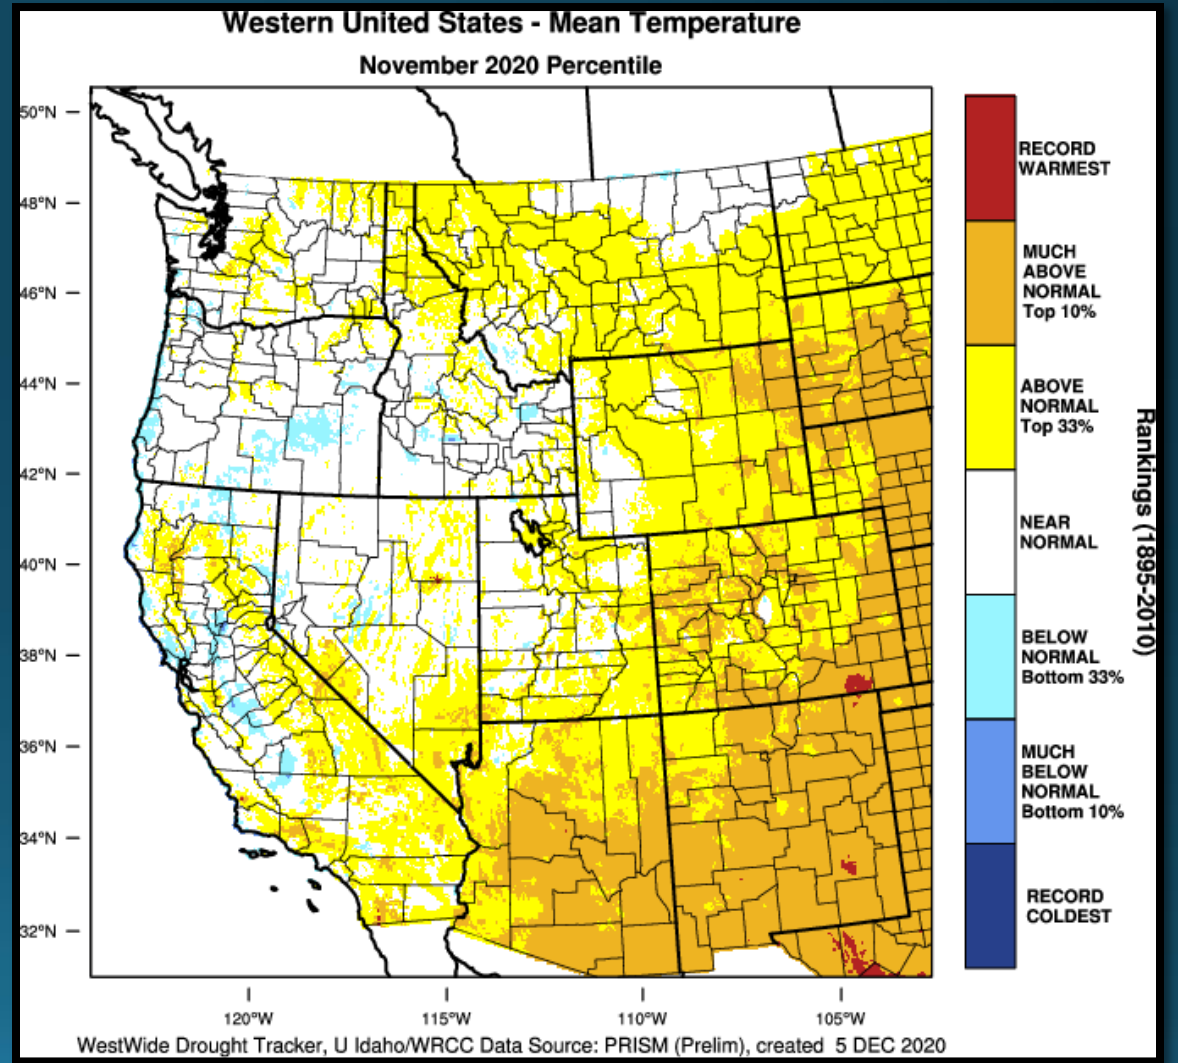 Western United States - Mean Temperature
November 2020 Percentile
50°N
48°N
46°N
44°N
42°N
40°N
38°N
36°N
34°N
32°N
120°W
115°W
110°W
105°W
RECORD
WARMEST
MUCH
ABOVE
NORMAL
Top 10%
ABOVE
NORMAL
Top 33%
NEAR
NORMAL
BELOW
NORMAL
Bottom 33%
MUCH
BELOW
NORMAL
Bottom 10%
RECORD
COLDEST
Rankings (1895-2010)
WestWide Drought Tracker, U Idaho/WRCC Data Source: PRISM (Prelim), created 5 DEC 2020